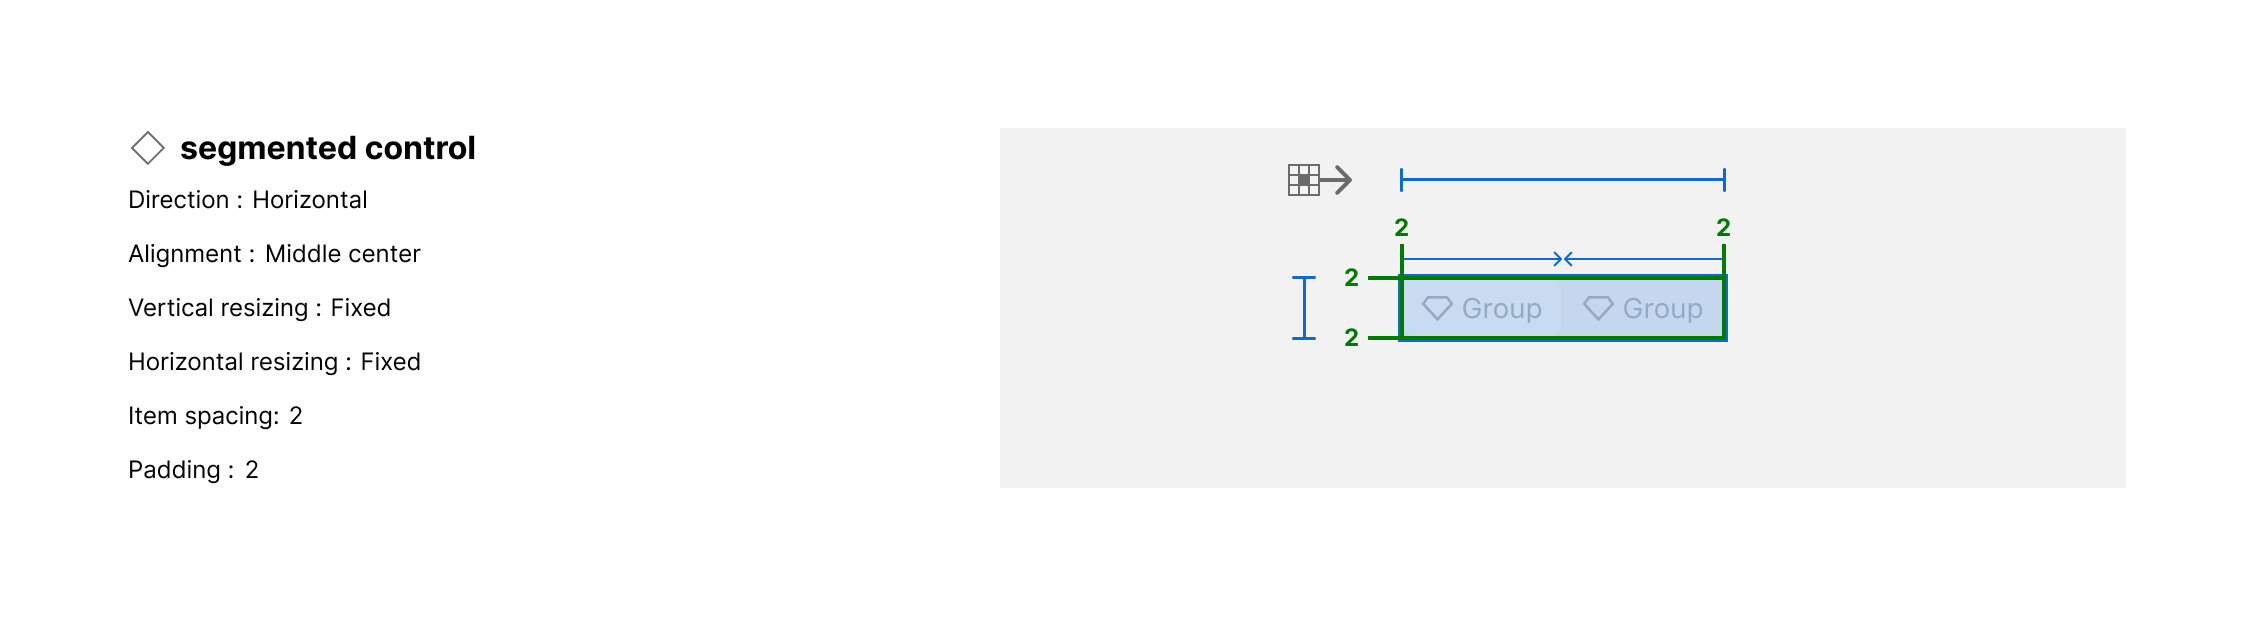 segmented control
Direction : Horizontal
Alignment : Middle center
Vertical resizing : Fixed
Horizontal resizing : Fixed
Item spacing: 2
Padding : 2
2 2
2
Group Group
2